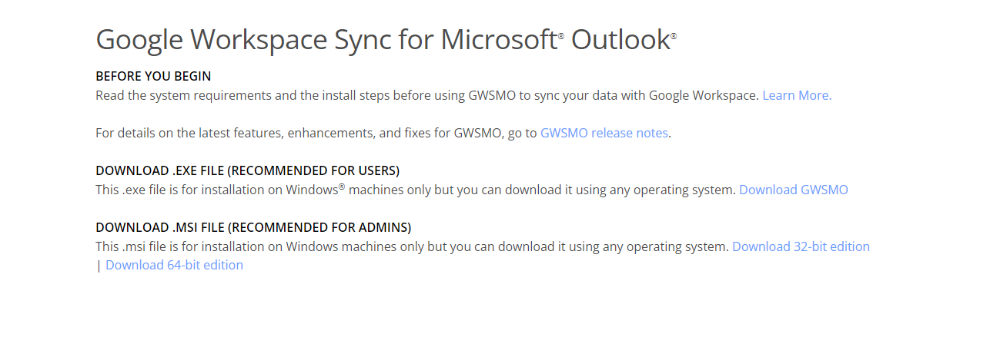 Google Workspace Sync for Microsoft® Outlook®
BEFORE YOU BEGIN
Read the system requirements and the install steps before using GWSMO to sync your data with Google Workspace. Learn More.
For details on the latest features, enhancements, and fixes for GWSMO, go to GWSMO release notes.
DOWNLOAD .EXE FILE (RECOMMENDED FOR USERS)
This .exe file is for installation on Windows® machines only but you can download it using any operating system. Download GWSMO
DOWNLOAD .MSI FILE (RECOMMENDED FOR ADMINS)
This .msi file is for installation on Windows machines only but you can download it using any operating system. Download 32-bit edition
| Download 64-bit edition